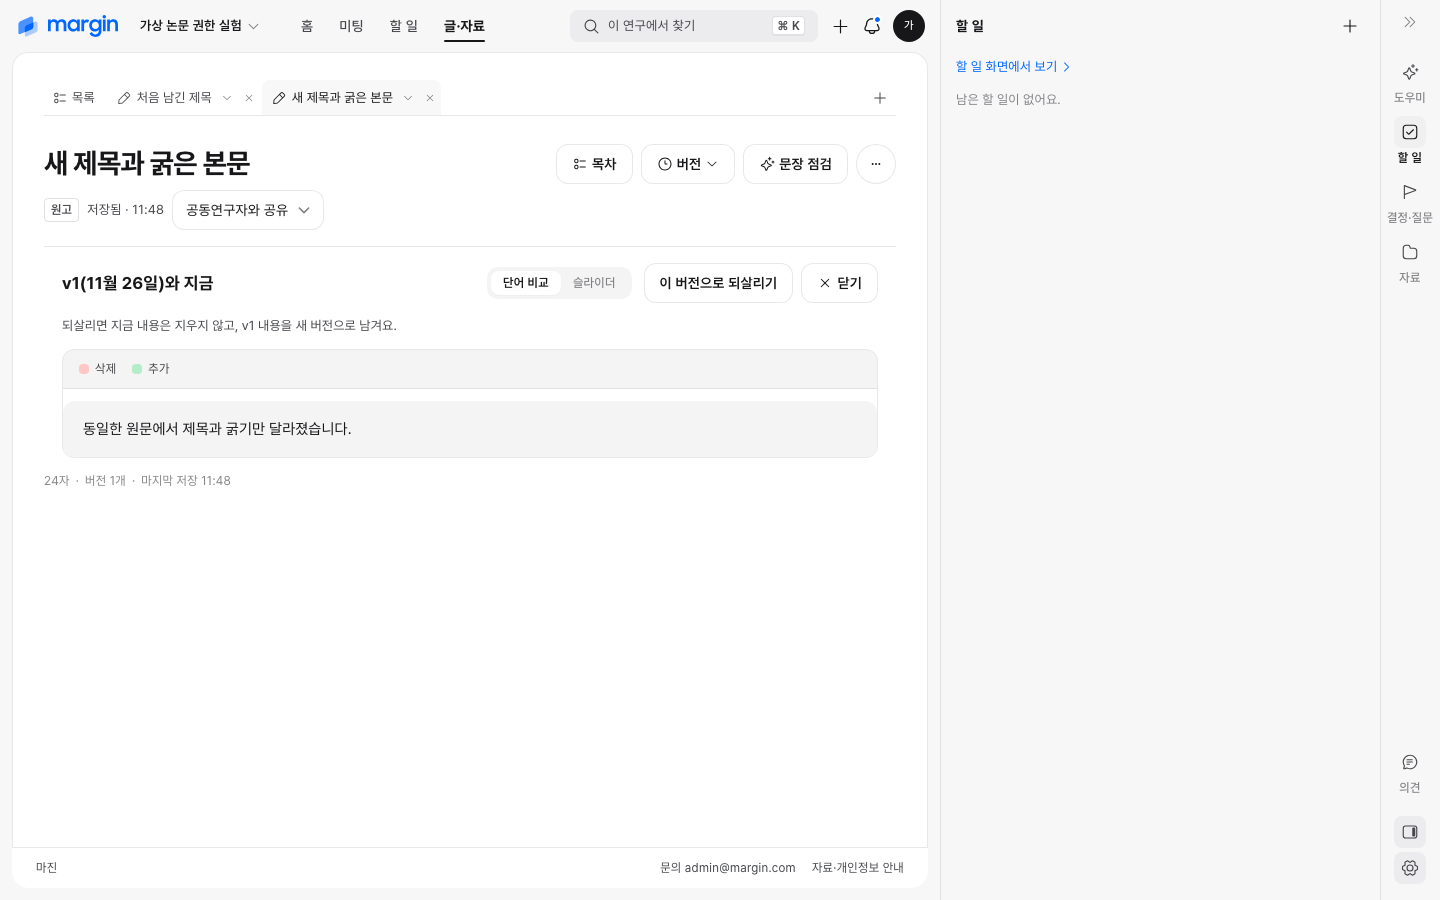 margin
가상 논문 권한 실험
홈 미팅 할 일 글·자료
이 연구에서 찾기 ⌘ K
가
목록 처음 남긴 제목 새 제목과 굵은 본문
새 제목과 굵은 본문
목차 버전 문장 점검
원고 저장됨 · 11:48 공동연구자와 공유
v1(11월 26일)와 지금
단어 비교 슬라이더 이 버전으로 되살리기 닫기
되살리면 지금 내용은 지우지 않고, v1 내용을 새 버전으로 남겨요.
삭제 추가
동일한 원문에서 제목과 굵기만 달라졌습니다.
24자 · 버전 1개 · 마지막 저장 11:48
마진
문의 admin@margin.com 자료·개인정보 안내
할 일
할 일 화면에서 보기
남은 할 일이 없어요.
도우미
할 일
결정·질문
자료
의견